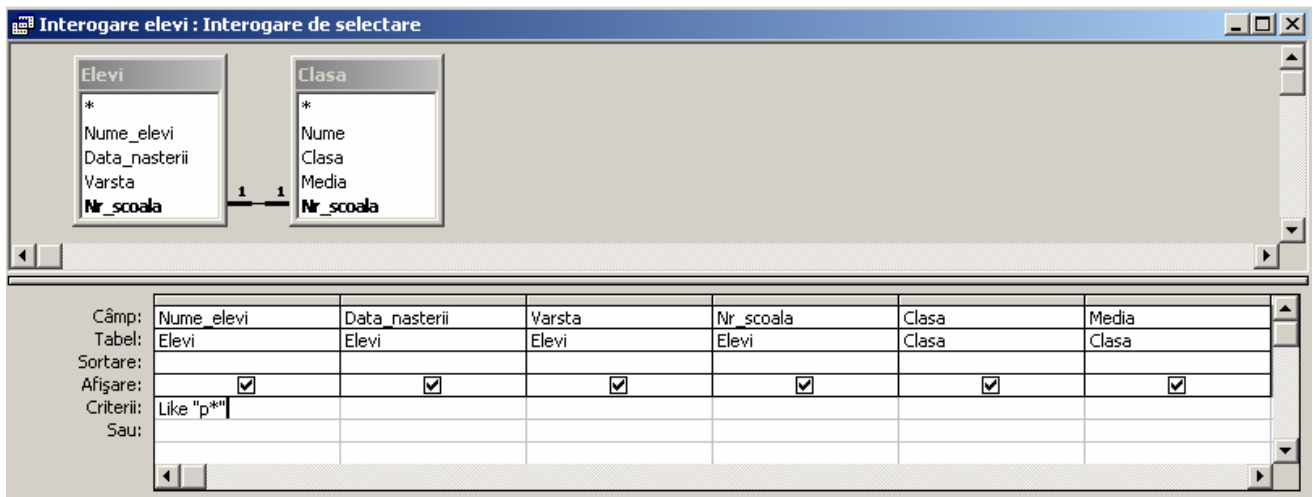 Interogare elevi : Interogare de selectare
Elevi
*
Nume_elevi
Data_nasterii
Varsta
Nr_scoala
1 1
Clasa
*
Nume
Clasa
Media
Nr_scoala
Câmp: Nume_elevi Data_nasterii Varsta Nr_scoala Clasa Media
Tabel: Elevi Elevi Elevi Elevi Clasa Clasa
Sortare:
Afişare:
Criterii: Like "p*"
Sau: